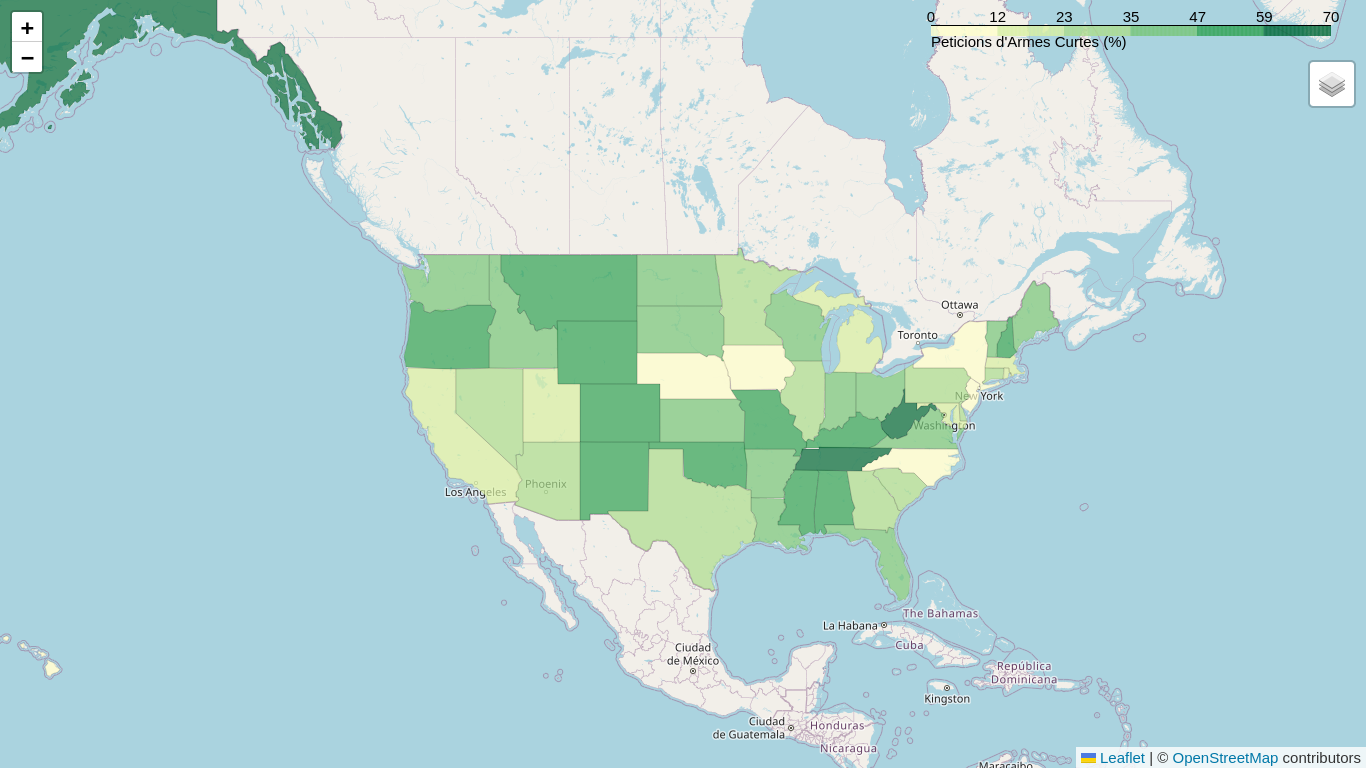 +
−
0 12 23 35 47 59 70
Peticions d'Armes Curtes (%)
Ottawa
Toronto
New York
Washington
Los Angeles
Phoenix
The Bahamas
La Habana
Cuba
Ciudad
de México
República
Dominicana
Kingston
Ciudad
de Guatemala
Honduras
Nicaragua
Maracaibo
Leaflet | © OpenStreetMap contributors